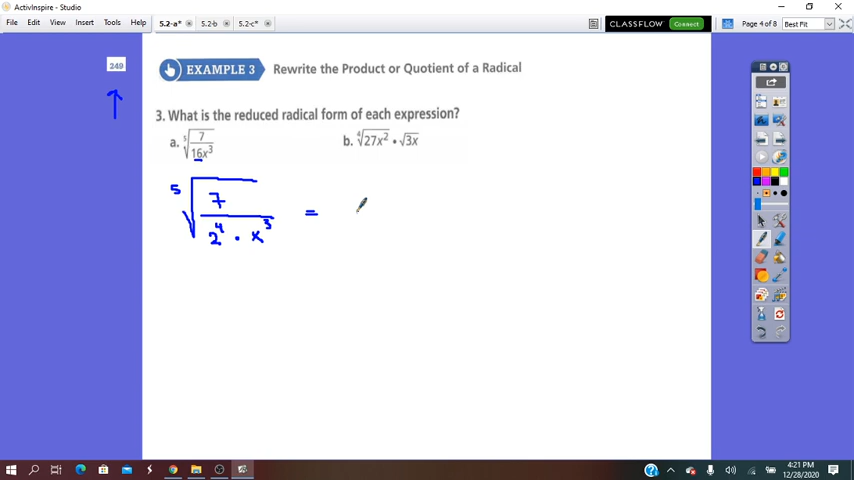 ActivInspire - Studio
File Edit View Insert Tools Help
5.2-a* 5.2-b 5.2-c*
CLASSFLOW Connect
Page 4 of 8 Best Fit
249
EXAMPLE 3 Rewrite the Product or Quotient of a Radical
3. What is the reduced radical form of each expression?
a. ⁵√(7/16x³) b. ⁴√27x² • √3x
⁵√(7/2⁴ · x³) =
4:21 PM
12/28/2020